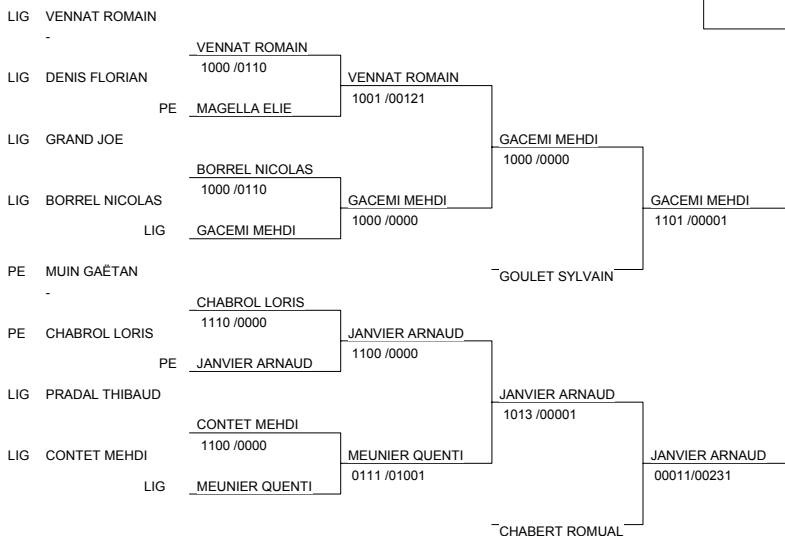 LIG VENNAT ROMAIN
-
VENNAT ROMAIN
1000 /0110
LIG DENIS FLORIAN
VENNAT ROMAIN
1001 /00121
PE MAGELLA ELIE
LIG GRAND JOE
GACEMI MEHDI
1000 /0000
BORREL NICOLAS
1000 /0110
LIG BORREL NICOLAS
GACEMI MEHDI
1000 /0000
GACEMI MEHDI
1101 /00001
LIG GACEMI MEHDI
PE MUIN GAËTAN
-
GOULET SYLVAIN
CHABROL LORIS
1110 /0000
PE CHABROL LORIS
JANVIER ARNAUD
1100 /0000
PE JANVIER ARNAUD
LIG PRADAL THIBAUD
JANVIER ARNAUD
1013 /00001
CONTET MEHDI
1100 /0000
LIG CONTET MEHDI
MEUNIER QUENTI
0111 /01001
JANVIER ARNAUD
00011/00231
LIG MEUNIER QUENTI
CHABERT ROMUAL